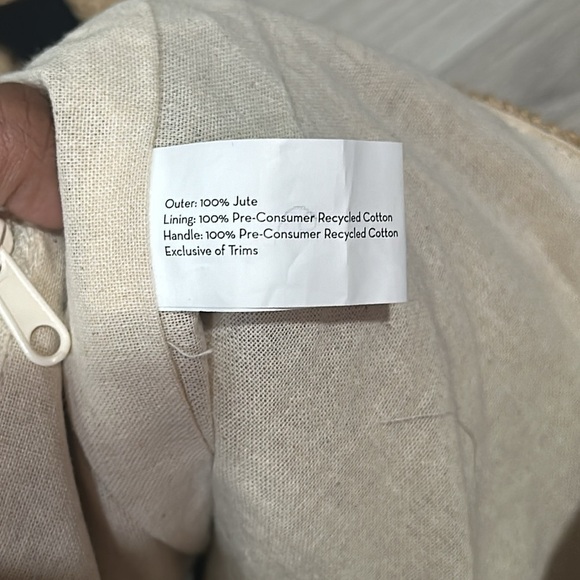 Outer: 100% Jute
Lining: 100% Pre-Consumer Recycled Cotton
Handle: 100% Pre-Consumer Recycled Cotton
Exclusive of Trims